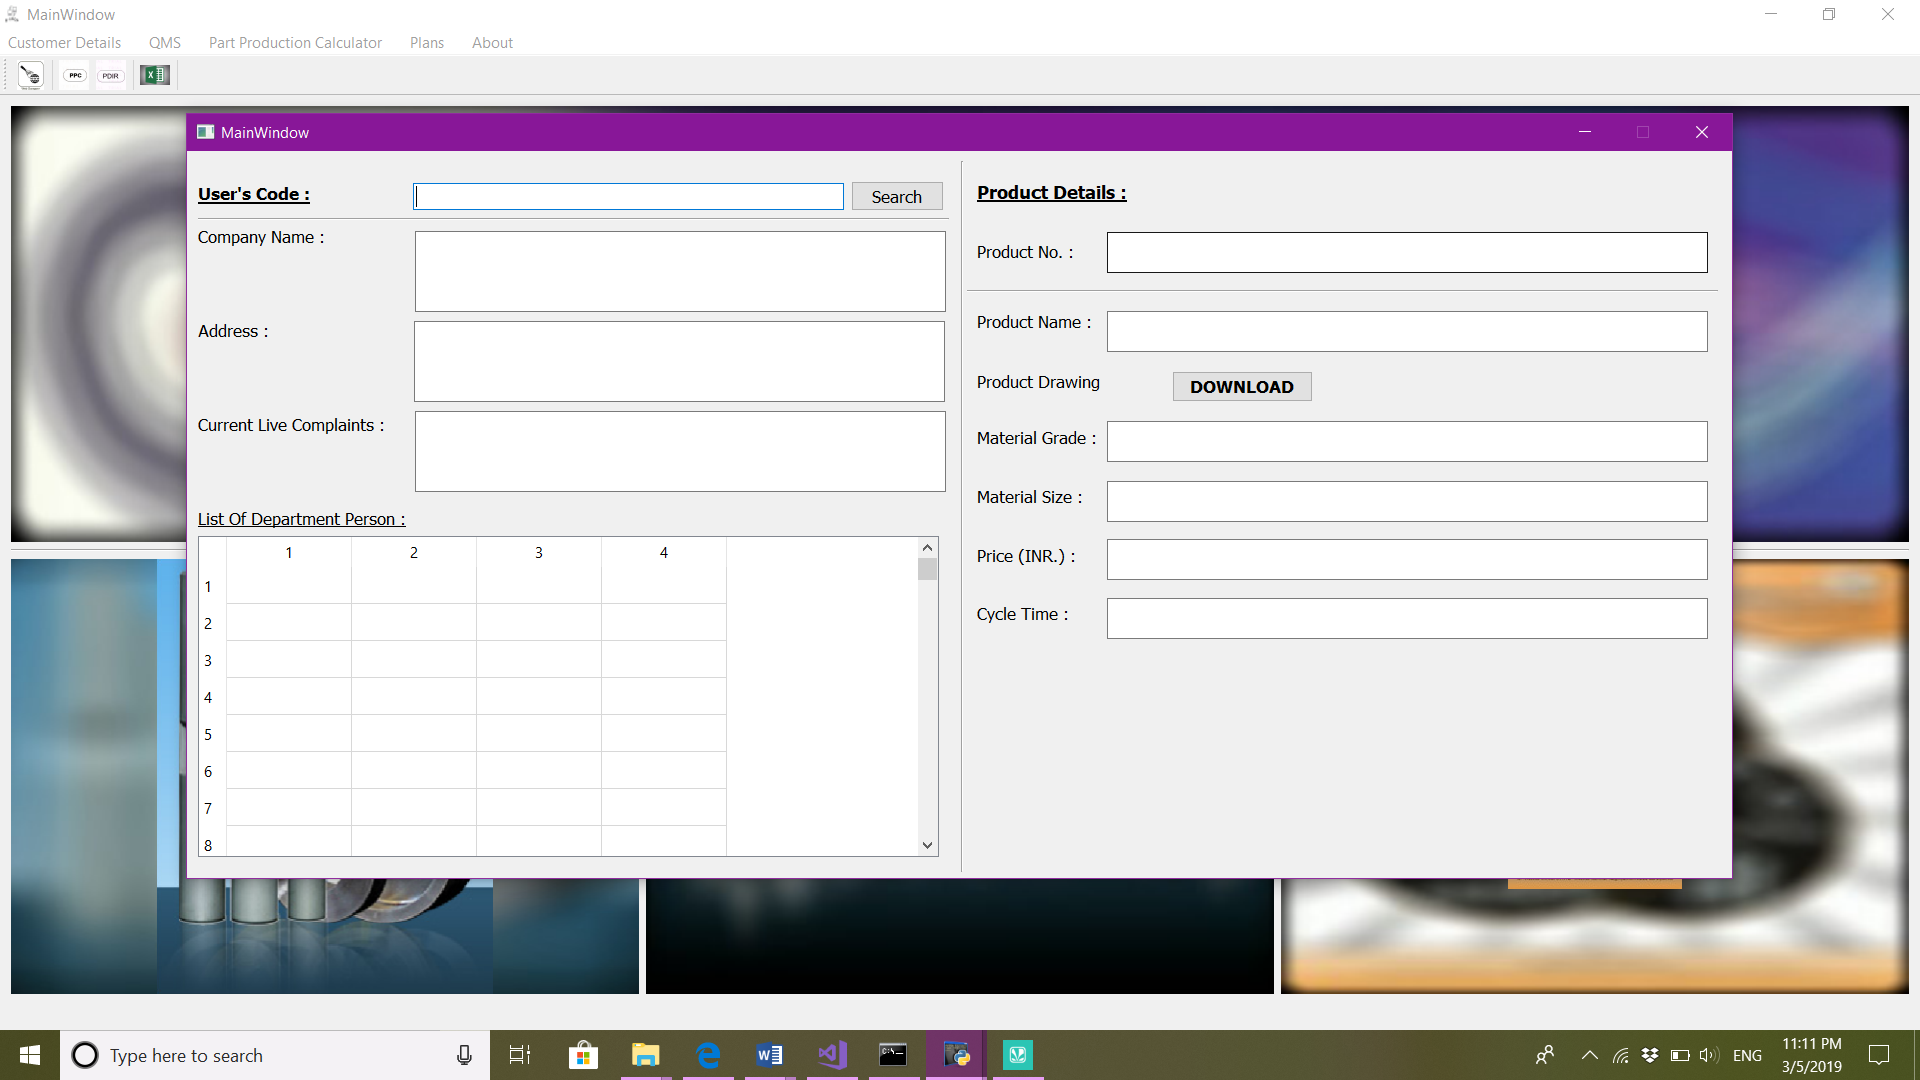 MainWindow
Customer Details QMS Part Production Calculator Plans About
PPC PDIR
MainWindow
User's Code : Search
Company Name :
Address :
Current Live Complaints :
List Of Department Person :
1 2 3 4
1
2
3
4
5
6
7
8
Product Details :
Product No. :
Product Name :
Product Drawing DOWNLOAD
Material Grade :
Material Size :
Price (INR.) :
Cycle Time :
Type here to search
ENG
11:11 PM
3/5/2019